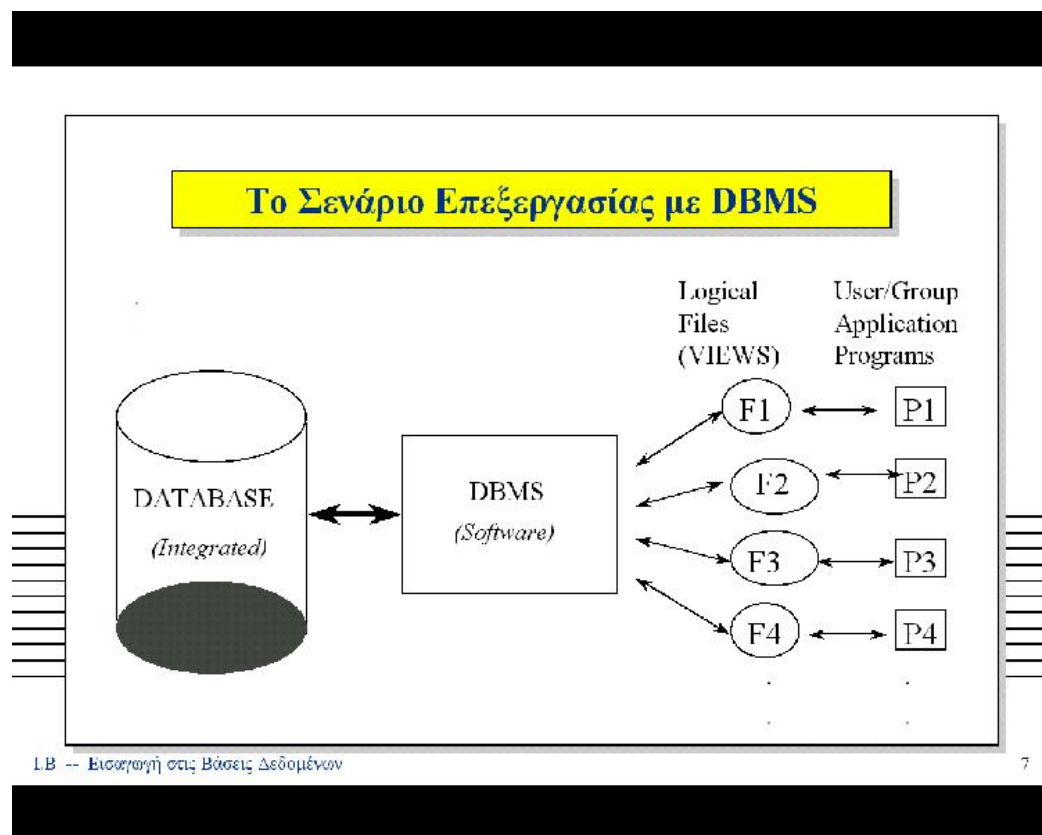 Το Σενάριο Επεξεργασίας με DBMS
Logical
Files
(VIEWS)
User/Group
Application
Programs
DATABASE
(Integrated)
DBMS
(Software)
F1
P1
F2
P2
F3
P3
F4
P4
.
.
.
.
I.B -- Εισαγωγή στις Βάσεις Δεδομένων
7